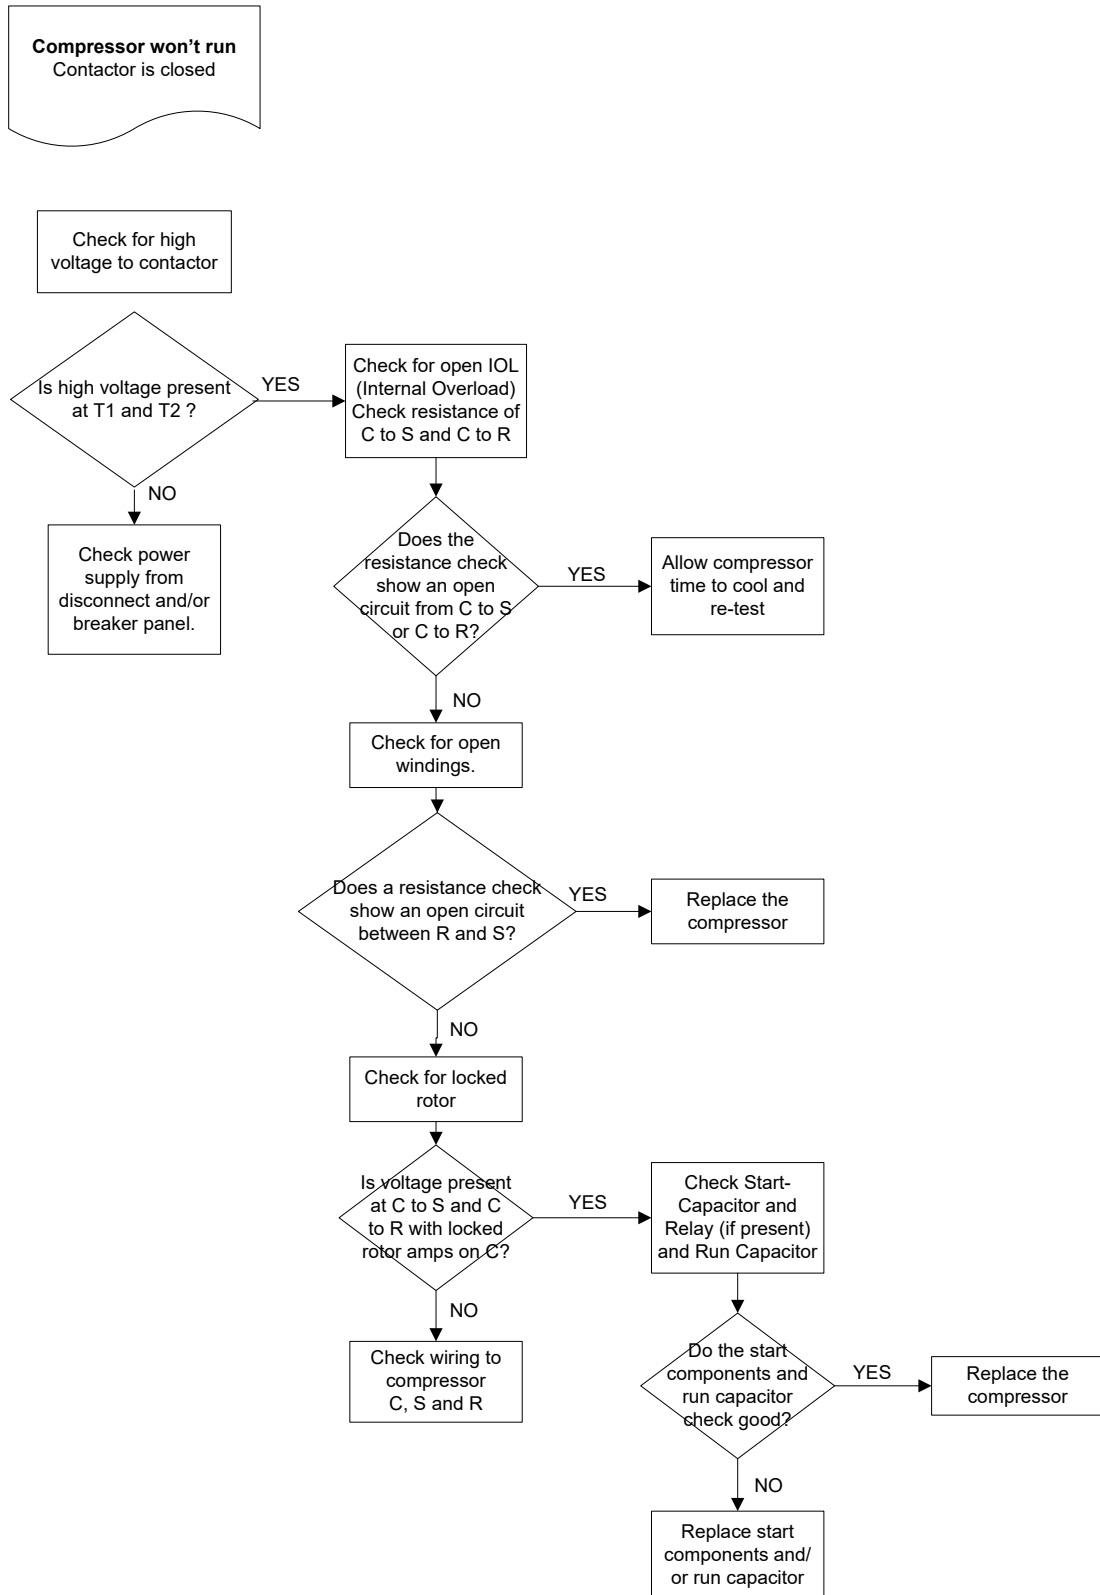 Compressor won't run
Contactor is closed
Check for high
voltage to contactor
Is high voltage present
at T1 and T2 ?
YES
NO
Check power
supply from
disconnect and/or
breaker panel.
Check for open IOL
(Internal Overload)
Check resistance of
C to S and C to R
Does the
resistance check
show an open
circuit from C to S
or C to R?
YES
Allow compressor
time to cool and
re-test
NO
Check for open
windings.
Does a resistance check
show an open circuit
between R and S?
YES
Replace the
compressor
NO
Check for locked
rotor
Is voltage present
at C to S and C
to R with locked
rotor amps on C?
YES
NO
Check wiring to
compressor
C, S and R
Check Start-
Capacitor and
Relay (if present)
and Run Capacitor
Do the start
components and
run capacitor
check good?
YES
Replace the
compressor
NO
Replace start
components and/
or run capacitor